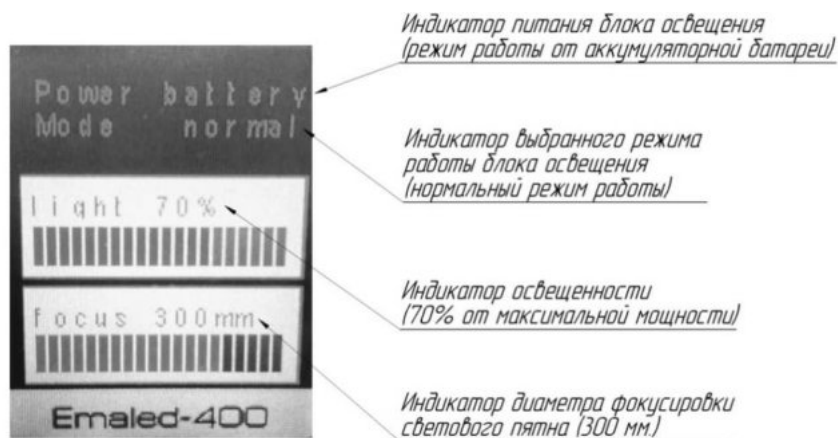 Power battery
Mode normal
light 70%
focus 300mm
Emaled-400
Индикатор питания блока освещения
(режим работы от аккумуляторной батареи)
Индикатор выбранного режима
работы блока освещения
(нормальный режим работы)
Индикатор освещенности
(70% от максимальной мощности)
Индикатор диаметра фокусировки
светового пятна (300 мм.)